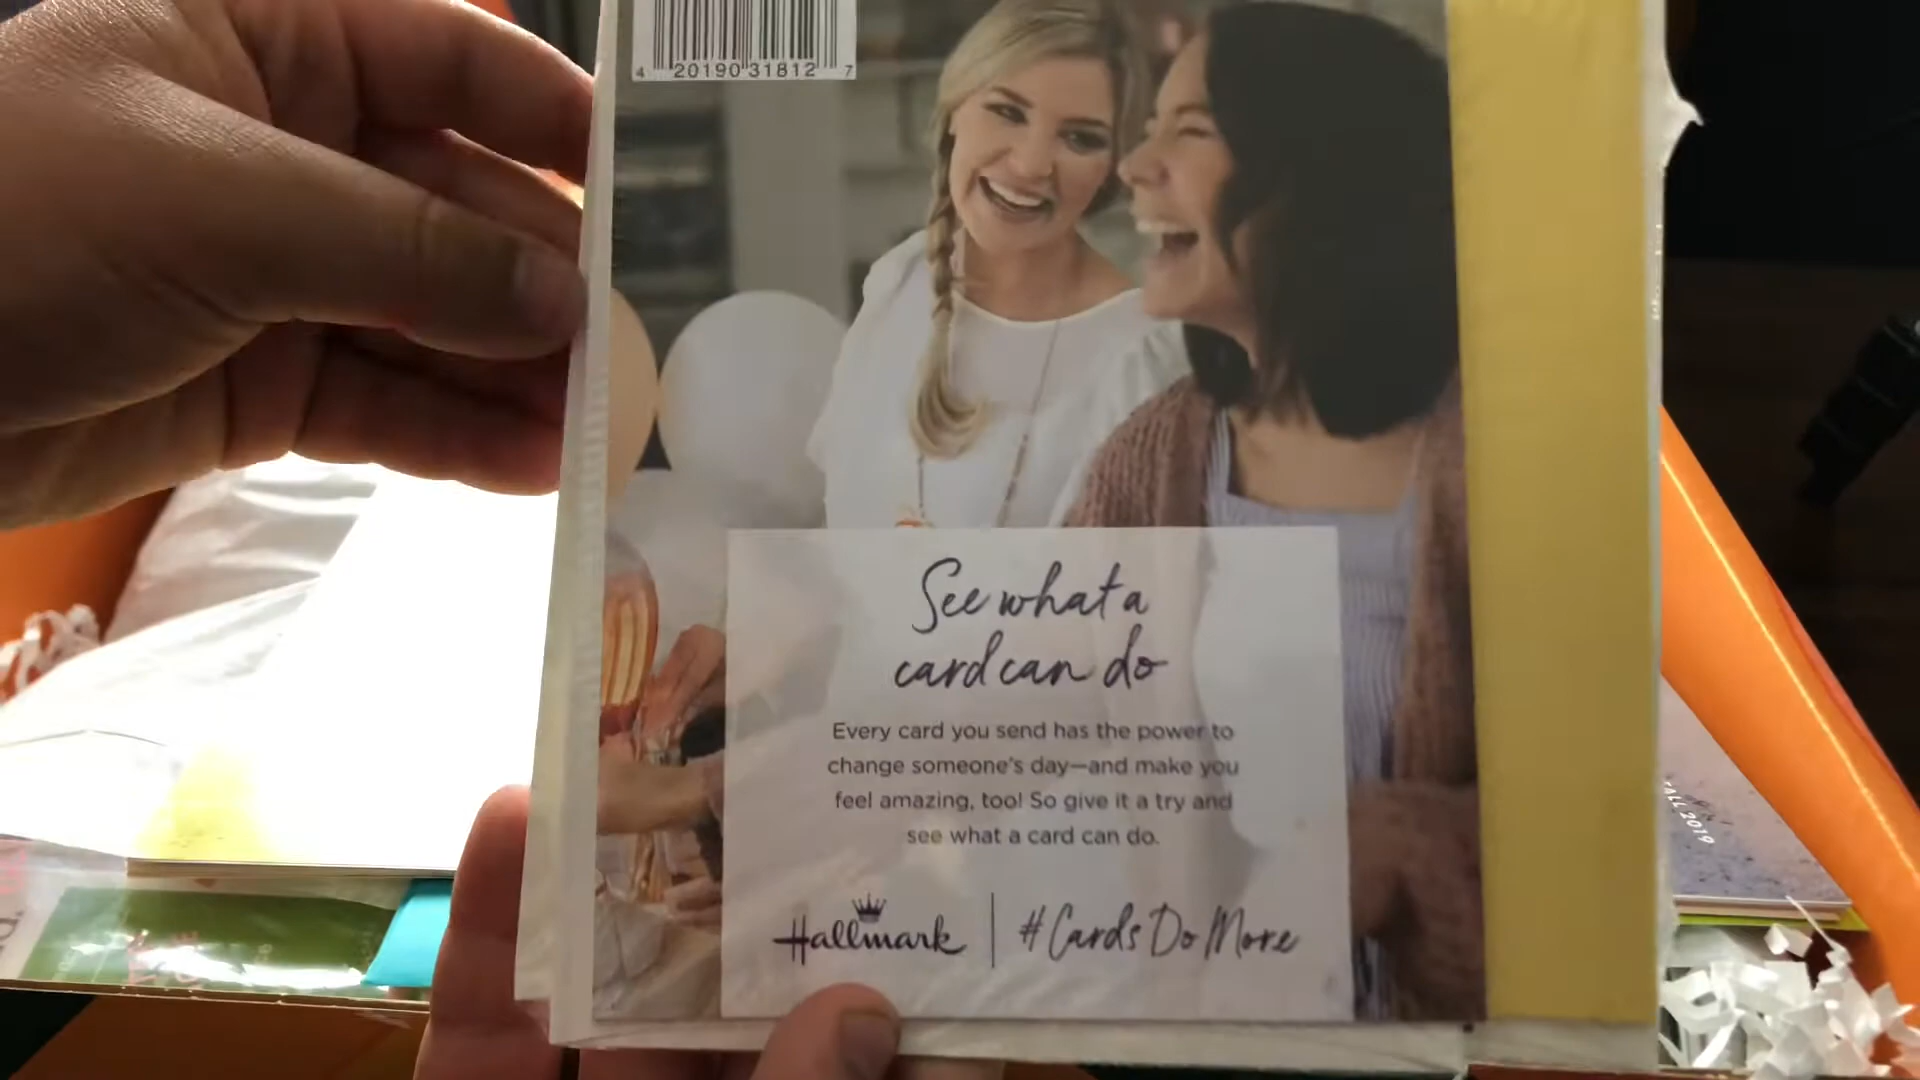 4 20190 31812 7
See what a
card can do
Every card you send has the power to
change someone's day—and make you
feel amazing, too! So give it a try and
see what a card can do.
Hallmark | #CardsDoMore
FALL 2019